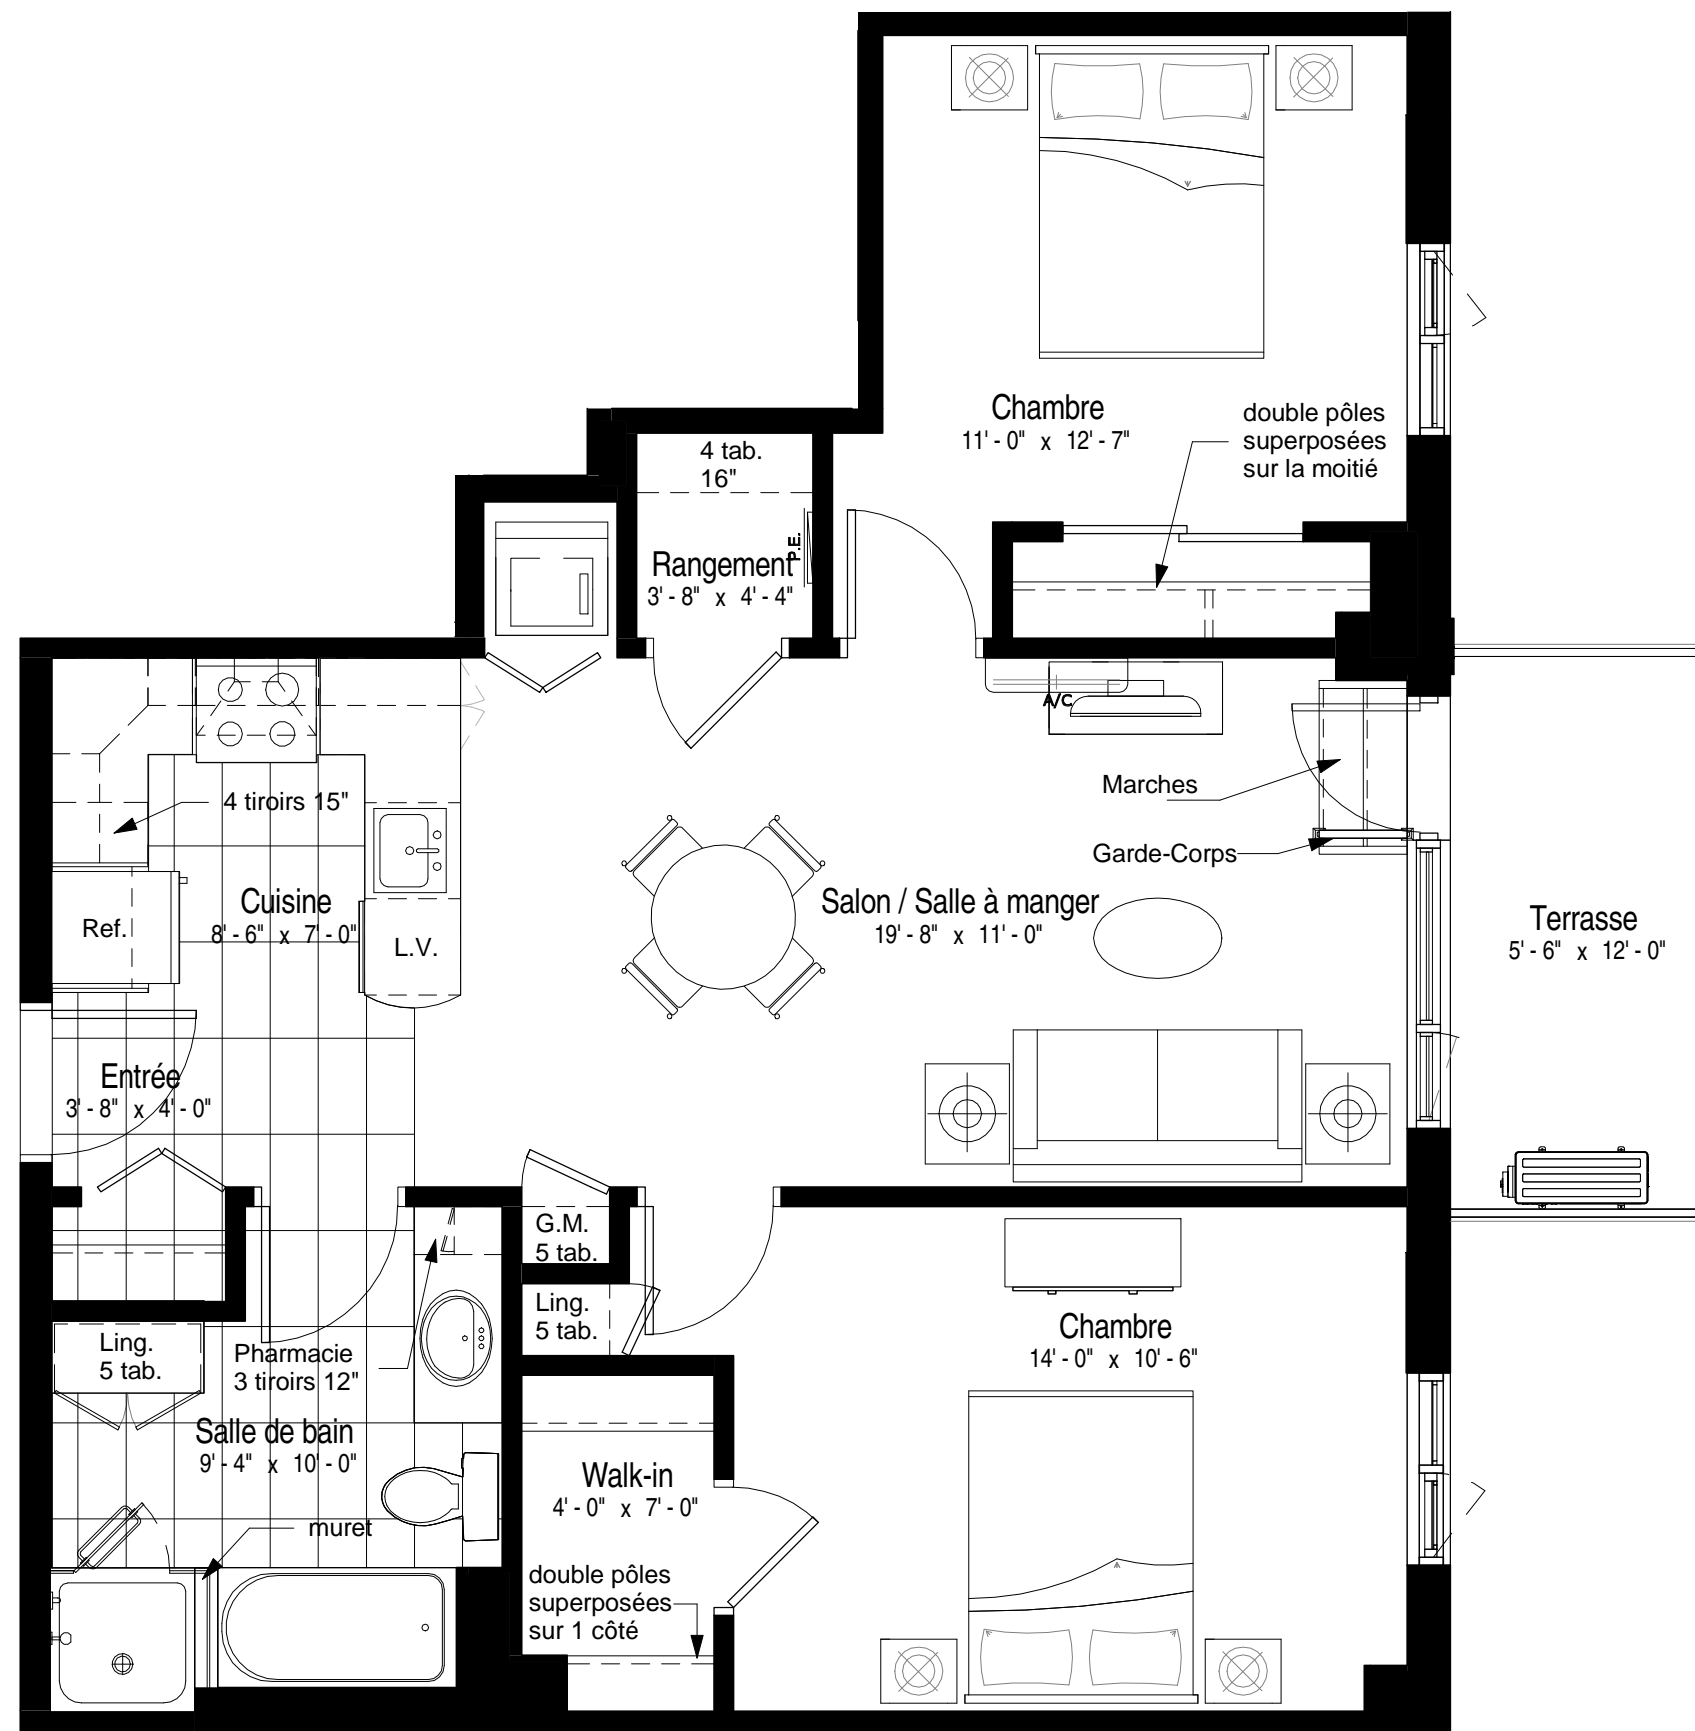 Chambre
11' - 0" x 12' - 7"
double pôles
superposées
sur la moitié
4 tab.
16"
P.E.
Rangement
3' - 8" x 4' - 4"
A/C
Marches
4 tiroirs 15"
Garde-Corps
Cuisine
8' - 6" x 7' - 0"
Ref.
L.V.
Salon / Salle à manger
19' - 8" x 11' - 0"
Terrasse
5' - 6" x 12' - 0"
Entrée
3' - 8" x 4' - 0"
G.M.
5 tab.
Ling.
5 tab.
Ling.
5 tab.
Pharmacie
3 tiroirs 12"
Chambre
14' - 0" x 10' - 6"
Salle de bain
9' - 4" x 10' - 0"
Walk-in
4' - 0" x 7' - 0"
muret
double pôles
superposées
sur 1 côté